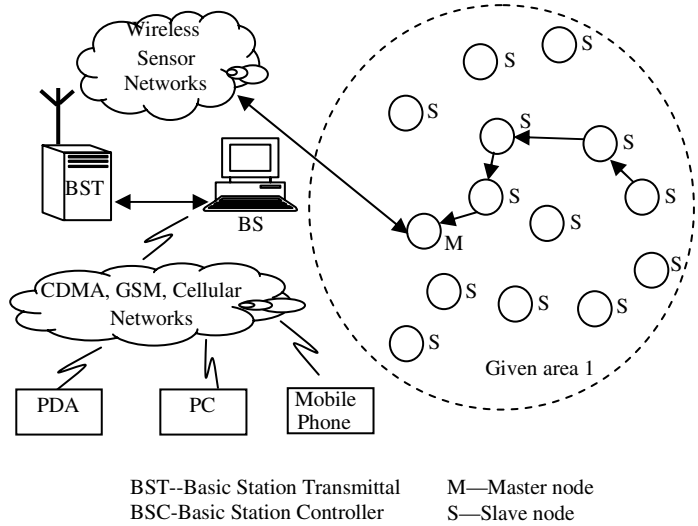 Wireless
Sensor
Networks
BST
BS
CDMA, GSM, Cellular
Networks
PDA
PC
Mobile
Phone
S
S
S
S
S
S
S
S
M
S
S
S
S
S
Given area 1
BST--Basic Station Transmittal
BSC-Basic Station Controller
M—Master node
S—Slave node